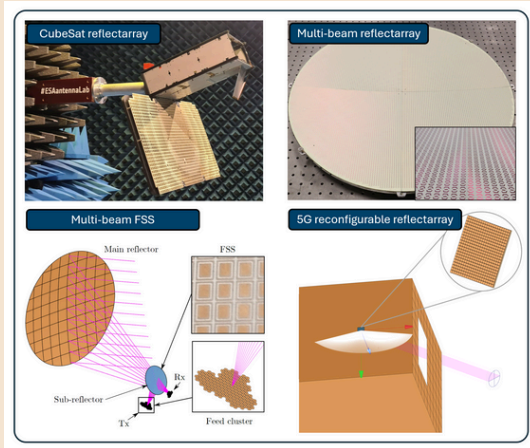 CubeSat reflectarray
Multi-beam reflectarray
#ESAantennaLab
Multi-beam FSS
5G reconfigurable reflectarray
Main reflector
FSS
Rx
Sub-reflector
Tx
Feed cluster